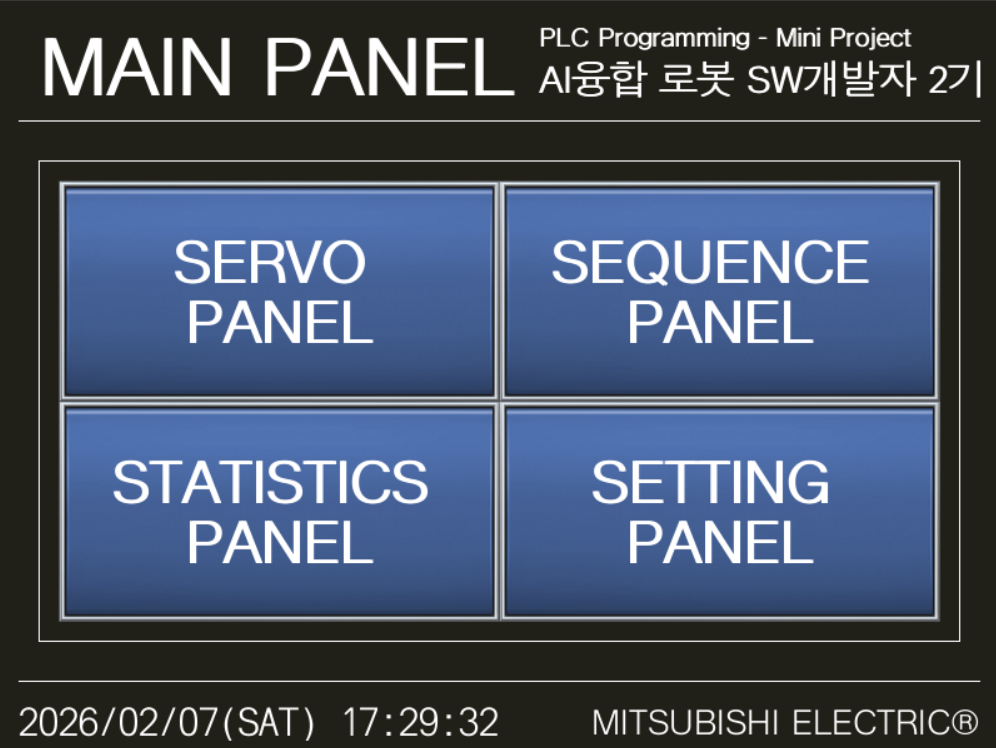 MAIN PANEL
PLC Programming - Mini Project
AI융합 로봇 SW개발자 2기
SERVO
PANEL
SEQUENCE
PANEL
STATISTICS
PANEL
SETTING
PANEL
2026/02/07(SAT) 17:29:32
MITSUBISHI ELECTRIC®